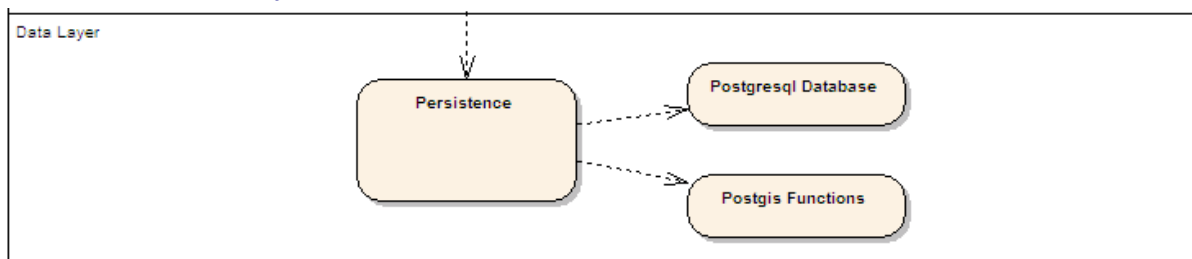 Data Layer
Persistence
Postgresql Database
Postgis Functions